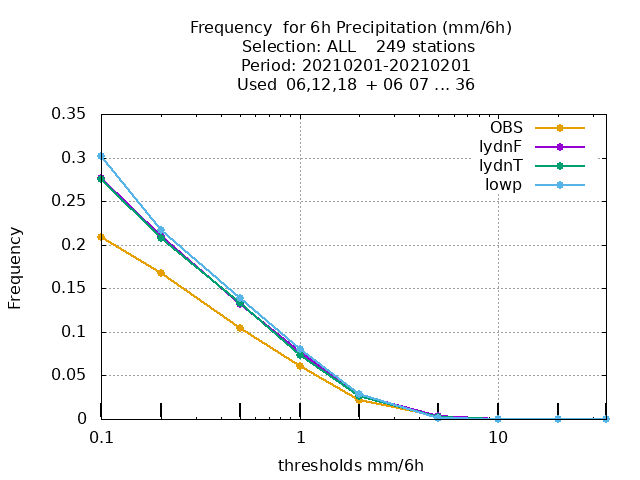 Frequency  for 6h Precipitation (mm/6h)
Selection: ALL    249 stations
Period: 20210201-20210201
Used  06,12,18  + 06 07 ... 36
OBS
lydnF
lydnT
lowp
0.35
0.3
0.25
0.2
0.15
0.1
0.05
0
Frequency
0.1 1 10
thresholds mm/6h